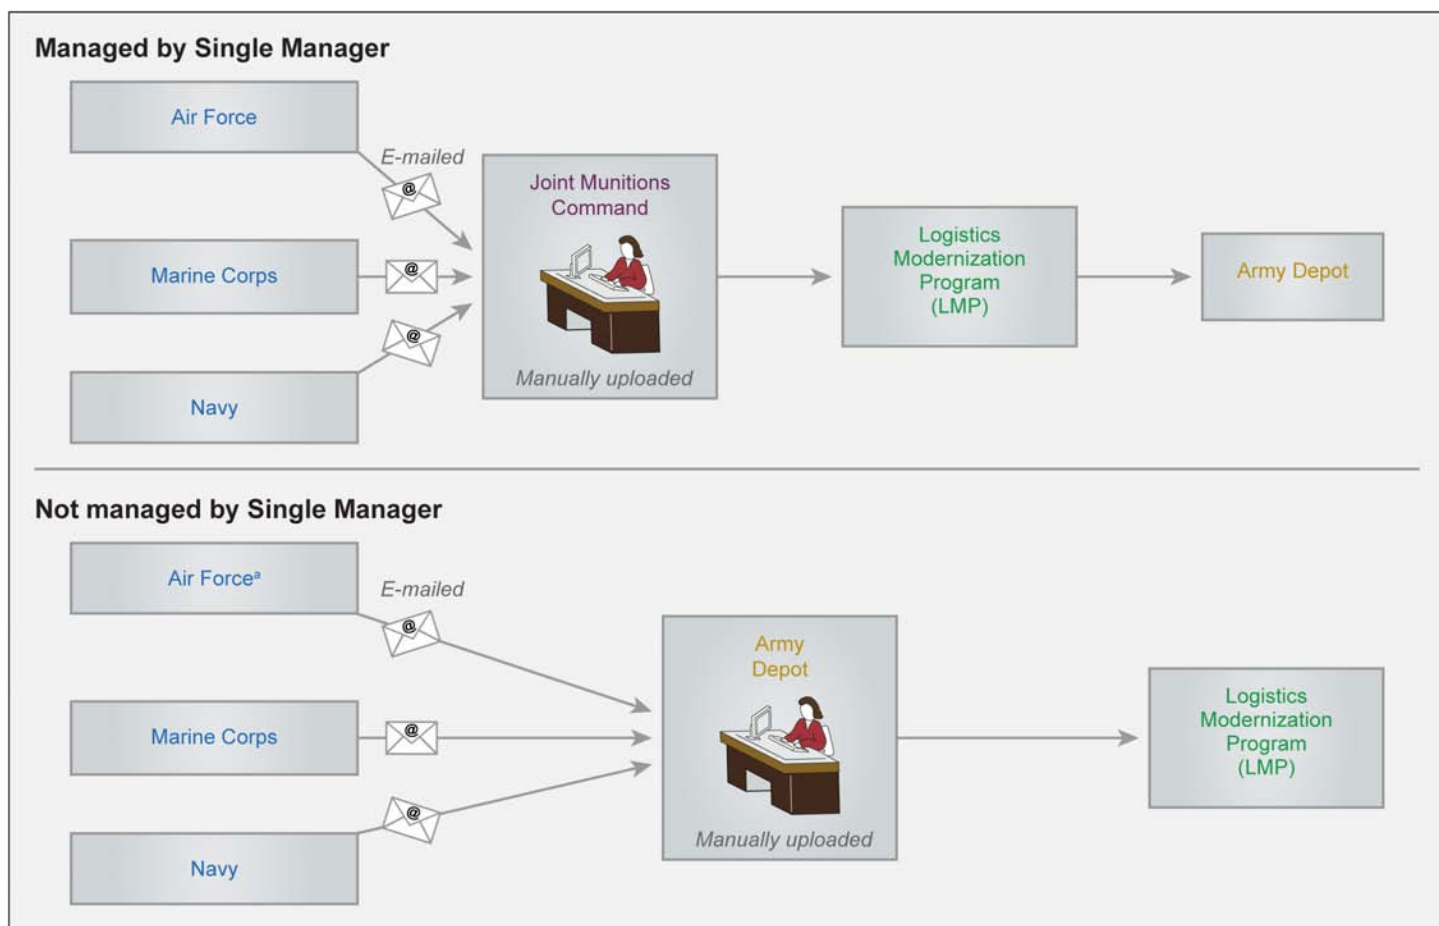 Managed by Single Manager
Air Force
E-mailed
@
Joint Munitions
Command
Marine Corps
@
@
Navy
Manually uploaded
Logistics
Modernization
Program
(LMP)
Army Depot
Not managed by Single Manager
Air Forceª
E-mailed
@
Marine Corps
@
@
Navy
Army
Depot
Manually uploaded
Logistics
Modernization
Program
(LMP)